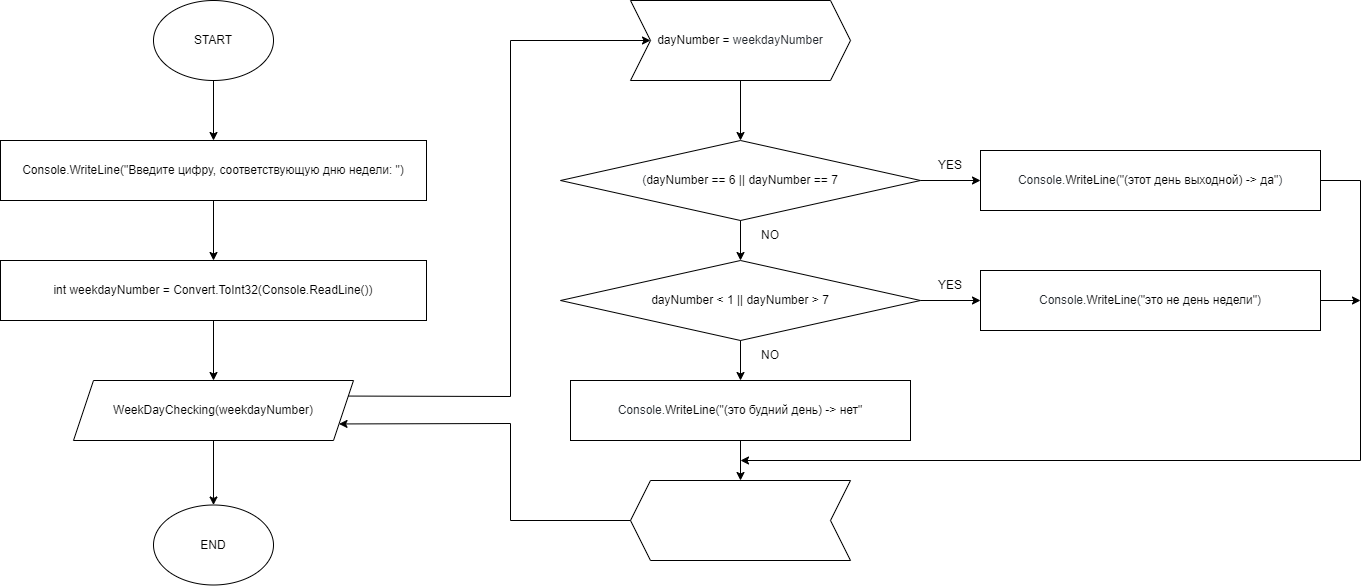 START
Console.WriteLine("Введите цифру, соответствующую дню недели: ")
int weekdayNumber = Convert.ToInt32(Console.ReadLine())
WeekDayChecking(weekdayNumber)
END
dayNumber = weekdayNumber
(dayNumber == 6 || dayNumber == 7
YES
Console.WriteLine("(этот день выходной) -> да")
NO
dayNumber < 1 || dayNumber > 7
YES
Console.WriteLine("это не день недели")
NO
Console.WriteLine("(это будний день) -> нет"